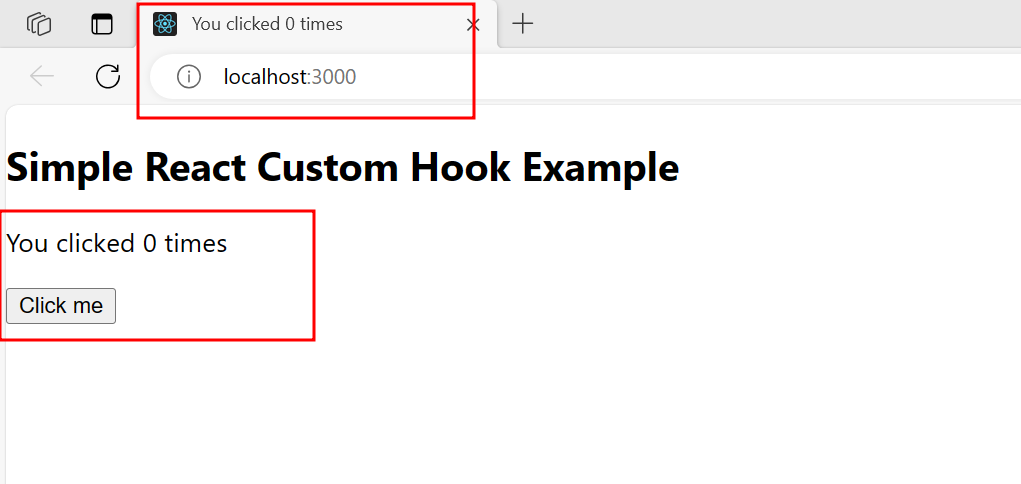 You clicked 0 times
localhost:3000
Simple React Custom Hook Example
You clicked 0 times
Click me